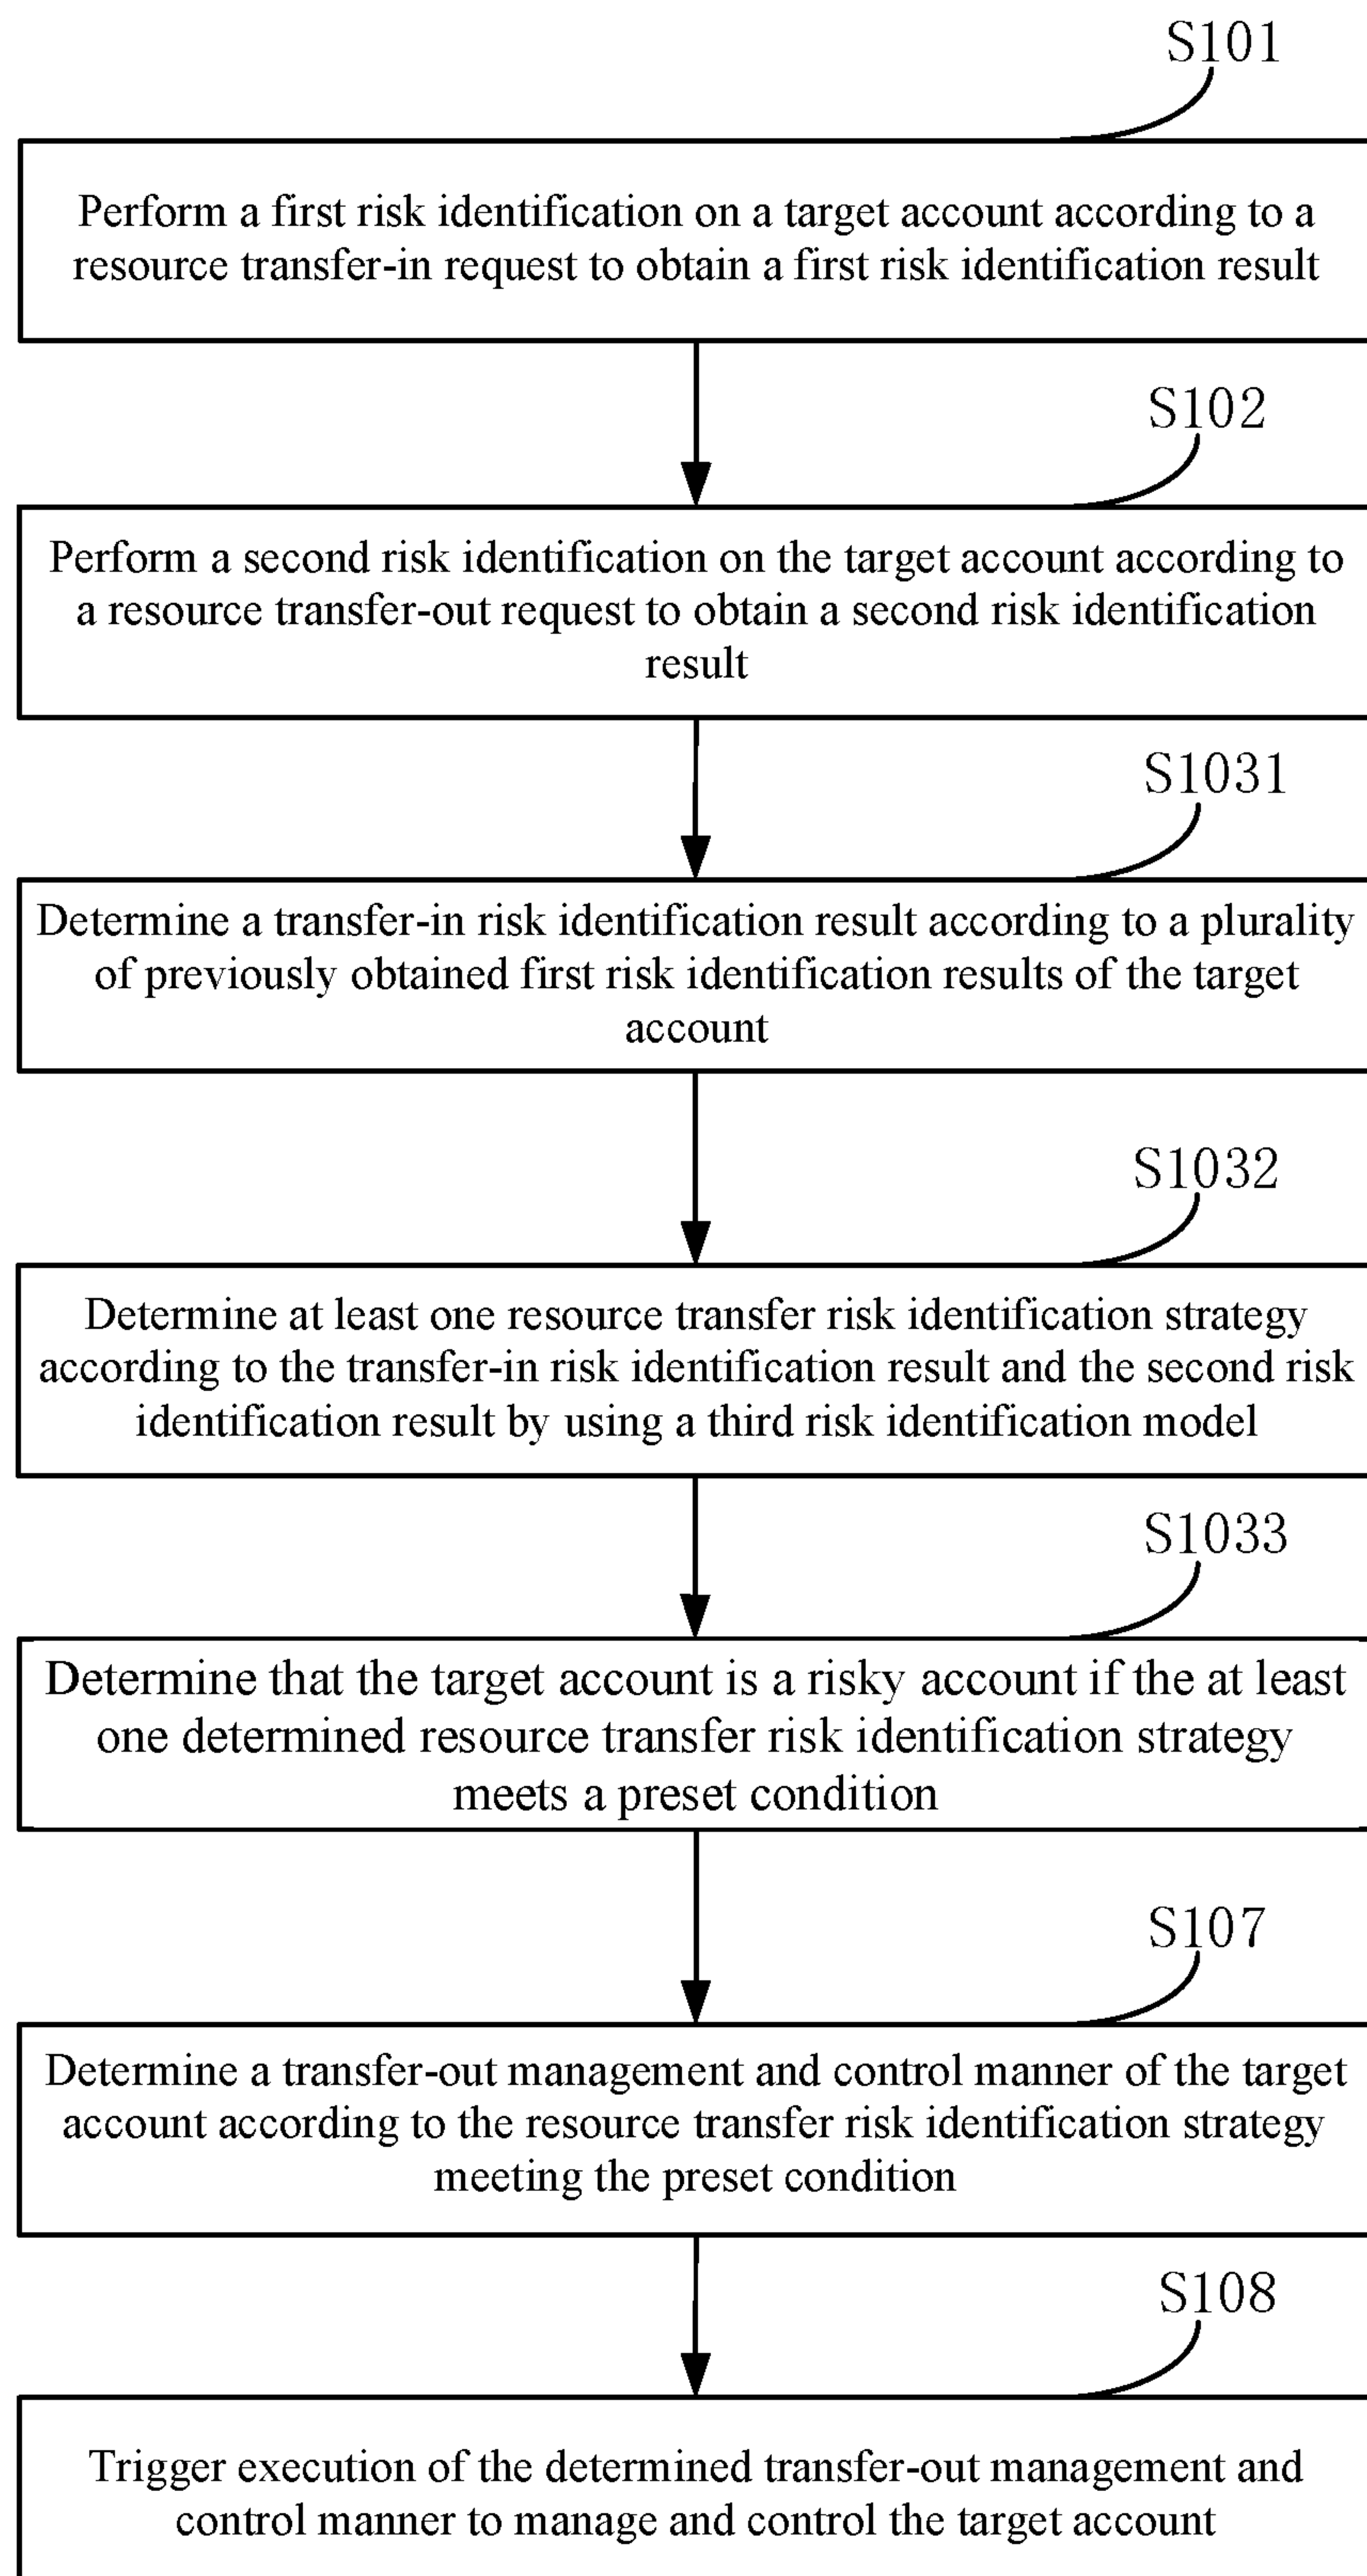 S101
Perform a first risk identification on a target account according to a
resource transfer-in request to obtain a first risk identification result
S102
Perform a second risk identification on the target account according to
a resource transfer-out request to obtain a second risk identification
result
S1031
Determine a transfer-in risk identification result according to a plurality
of previously obtained first risk identification results of the target
account
S1032
Determine at least one resource transfer risk identification strategy
according to the transfer-in risk identification result and the second risk
identification result by using a third risk identification model
S1033
Determine that the target account is a risky account if the at least
one determined resource transfer risk identification strategy
meets a preset condition
S107
Determine a transfer-out management and control manner of the target
account according to the resource transfer risk identification strategy
meeting the preset condition
S108
Trigger execution of the determined transfer-out management and
control manner to manage and control the target account